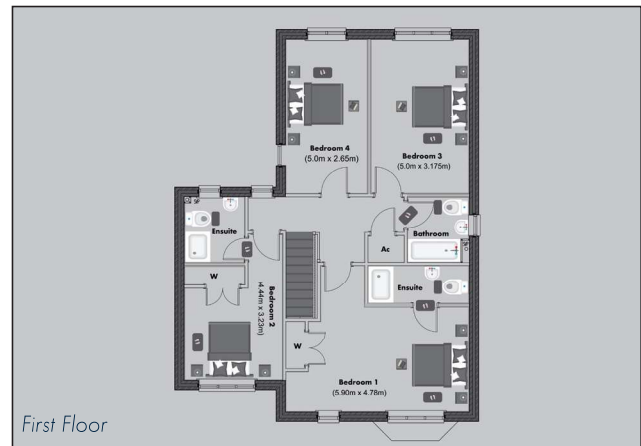 Bedroom 4
(5.0m x 2.65m)
Bedroom 3
(5.0m x 3.175m)
Ensuite
Bathroom
Ac
W
Ensuite
Bedroom 2
4.44m x 3.23m)
W
Bedroom 1
(5.90m x 4.78m)
First Floor